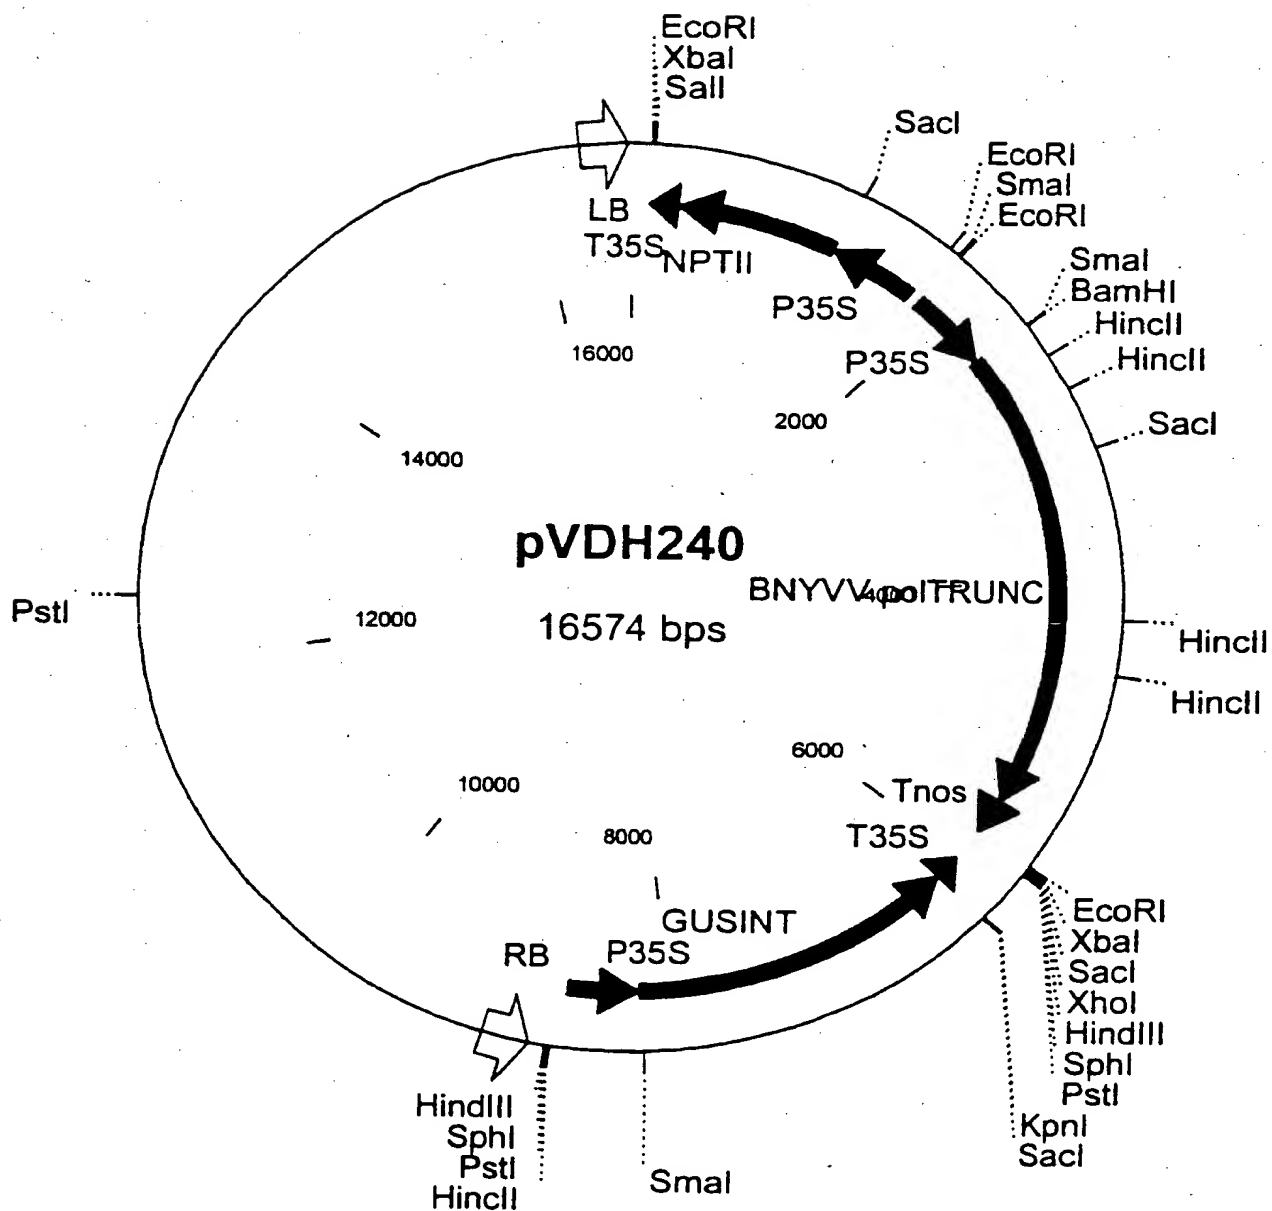 EcoRI
XbaI
SalI
SacI
EcoRI
SmaI
EcoRI
LB
T35S
NPTII
SmaI
BamHI
HincII
HincII
P35S
P35S
16000
2000
SacI
14000
pVDH240
BNYVV polTRUNC
4000
PstI
12000
16574 bps
HincII
HincII
6000
10000
Tnos
T35S
8000
GUSINT
RB
P35S
EcoRI
XbaI
SacI
XhoI
HindIII
SphI
PstI
KpnI
SacI
HindIII
SphI
PstI
HincII
SmaI